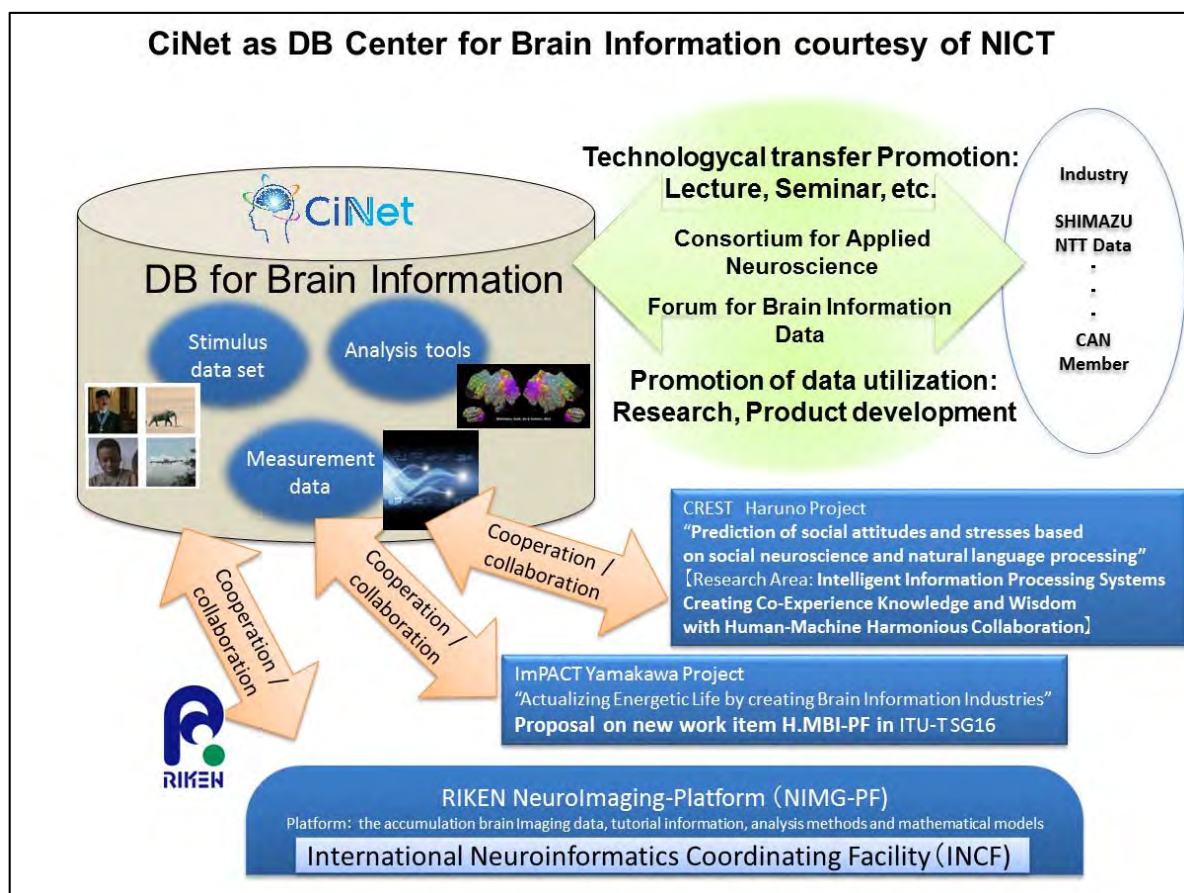 CiNet as DB Center for Brain Information courtesy of NICT
CiNet
DB for Brain Information
Stimulus
data set
Analysis tools
Measurement
data
Technologycal transfer Promotion:
Lecture, Seminar, etc.
Consortium for Applied
Neuroscience
Forum for Brain Information
Data
Promotion of data utilization:
Research, Product development
Industry
SHIMAZU
NTT Data
.
.
.
CAN
Member
Cooperation /
collaboration
Cooperation /
collaboration
Cooperation /
collaboration
CREST Haruno Project
“Prediction of social attitudes and stresses based
on social neuroscience and natural language processing”
【Research Area: Intelligent Information Processing Systems
Creating Co-Experience Knowledge and Wisdom
with Human-Machine Harmonious Collaboration】
ImPACT Yamakawa Project
“Actualizing Energetic Life by creating Brain Information Industries”
Proposal on new work item H.MBI-PF in ITU-T SG16
RIKEN
RIKEN NeuroImaging-Platform (NIMG-PF)
Platform: the accumulation brain Imaging data, tutorial information, analysis methods and mathematical models
International Neuroinformatics Coordinating Facility (INCF)